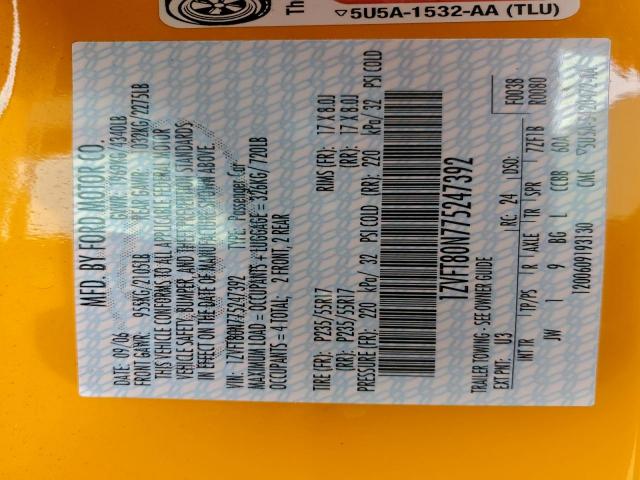 Th
▽5U5A-1532-AA (TLU)
MFD. BY FORD MOTOR CO.
DATE: 09/06 GVWR: 1969KG/4340LB
FRONT GAWR: 955KG/2105LB REAR GAWR: 1032KG/2275LB
THIS VEHICLE CONFORMS TO ALL APPLICABLE FEDERAL MOTOR
VEHICLE SAFETY, BUMPER, AND THEFT PREVENTION STANDARDS
IN EFFECT ON THE DATE OF MANUFACTURE SHOWN ABOVE.
VIN: 1ZVFT80N775247392 TYPE: Passenger Car
MAXIMUM LOAD = OCCUPANTS + LUGGAGE = 326KG/720LB
OCCUPANTS = 4 TOTAL; 2 FRONT, 2 REAR
TIRE (FR): P235/55R17 RIMS (FR): 17 X 8.0J
(RR): P235/55R17 (RR): 17 X 8.0J
PRESSURE (FR): 220 kPa/ 32 PSI COLD (RR): 220 kPa/ 32 PSI COLD
1ZVFT80N775247392
TRAILER TOWING - SEE OWNER GUIDE
F0038
EXT PNT: U3 RC: 24 DSO: R0080
INT TR TP/PS R AXLE TR SPR 7ZF1B
JW 1 9 BG L CCBB 604
1200609193130 CMC